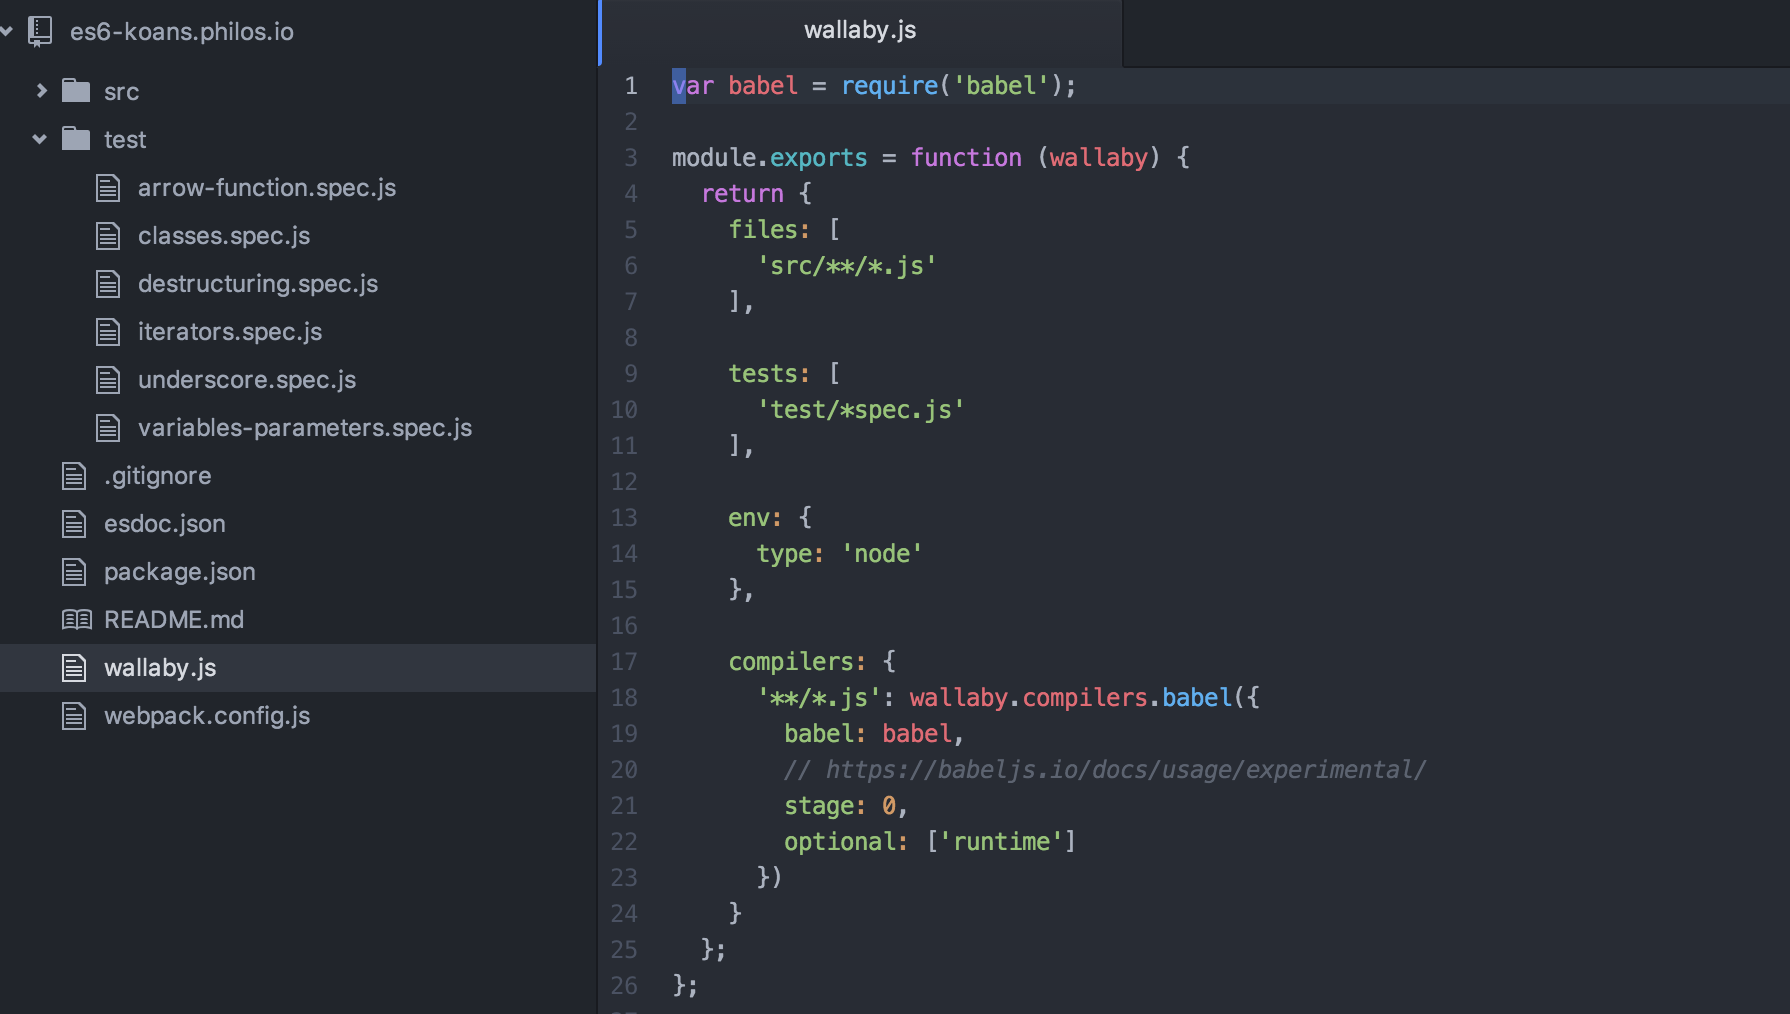 es6-koans.philos.io
src
test
arrow-function.spec.js
classes.spec.js
destructuring.spec.js
iterators.spec.js
underscore.spec.js
variables-parameters.spec.js
.gitignore
esdoc.json
package.json
README.md
wallaby.js
webpack.config.js
wallaby.js
1 var babel = require('babel');
2
3 module.exports = function (wallaby) {
4   return {
5     files: [
6       'src/**/*.js'
7     ],
8
9     tests: [
10       'test/*spec.js'
11     ],
12
13     env: {
14       type: 'node'
15     },
16
17     compilers: {
18       '**/*.js': wallaby.compilers.babel({
19         babel: babel,
20         // https://babeljs.io/docs/usage/experimental/
21         stage: 0,
22         optional: ['runtime']
23       })
24     }
25   };
26 };